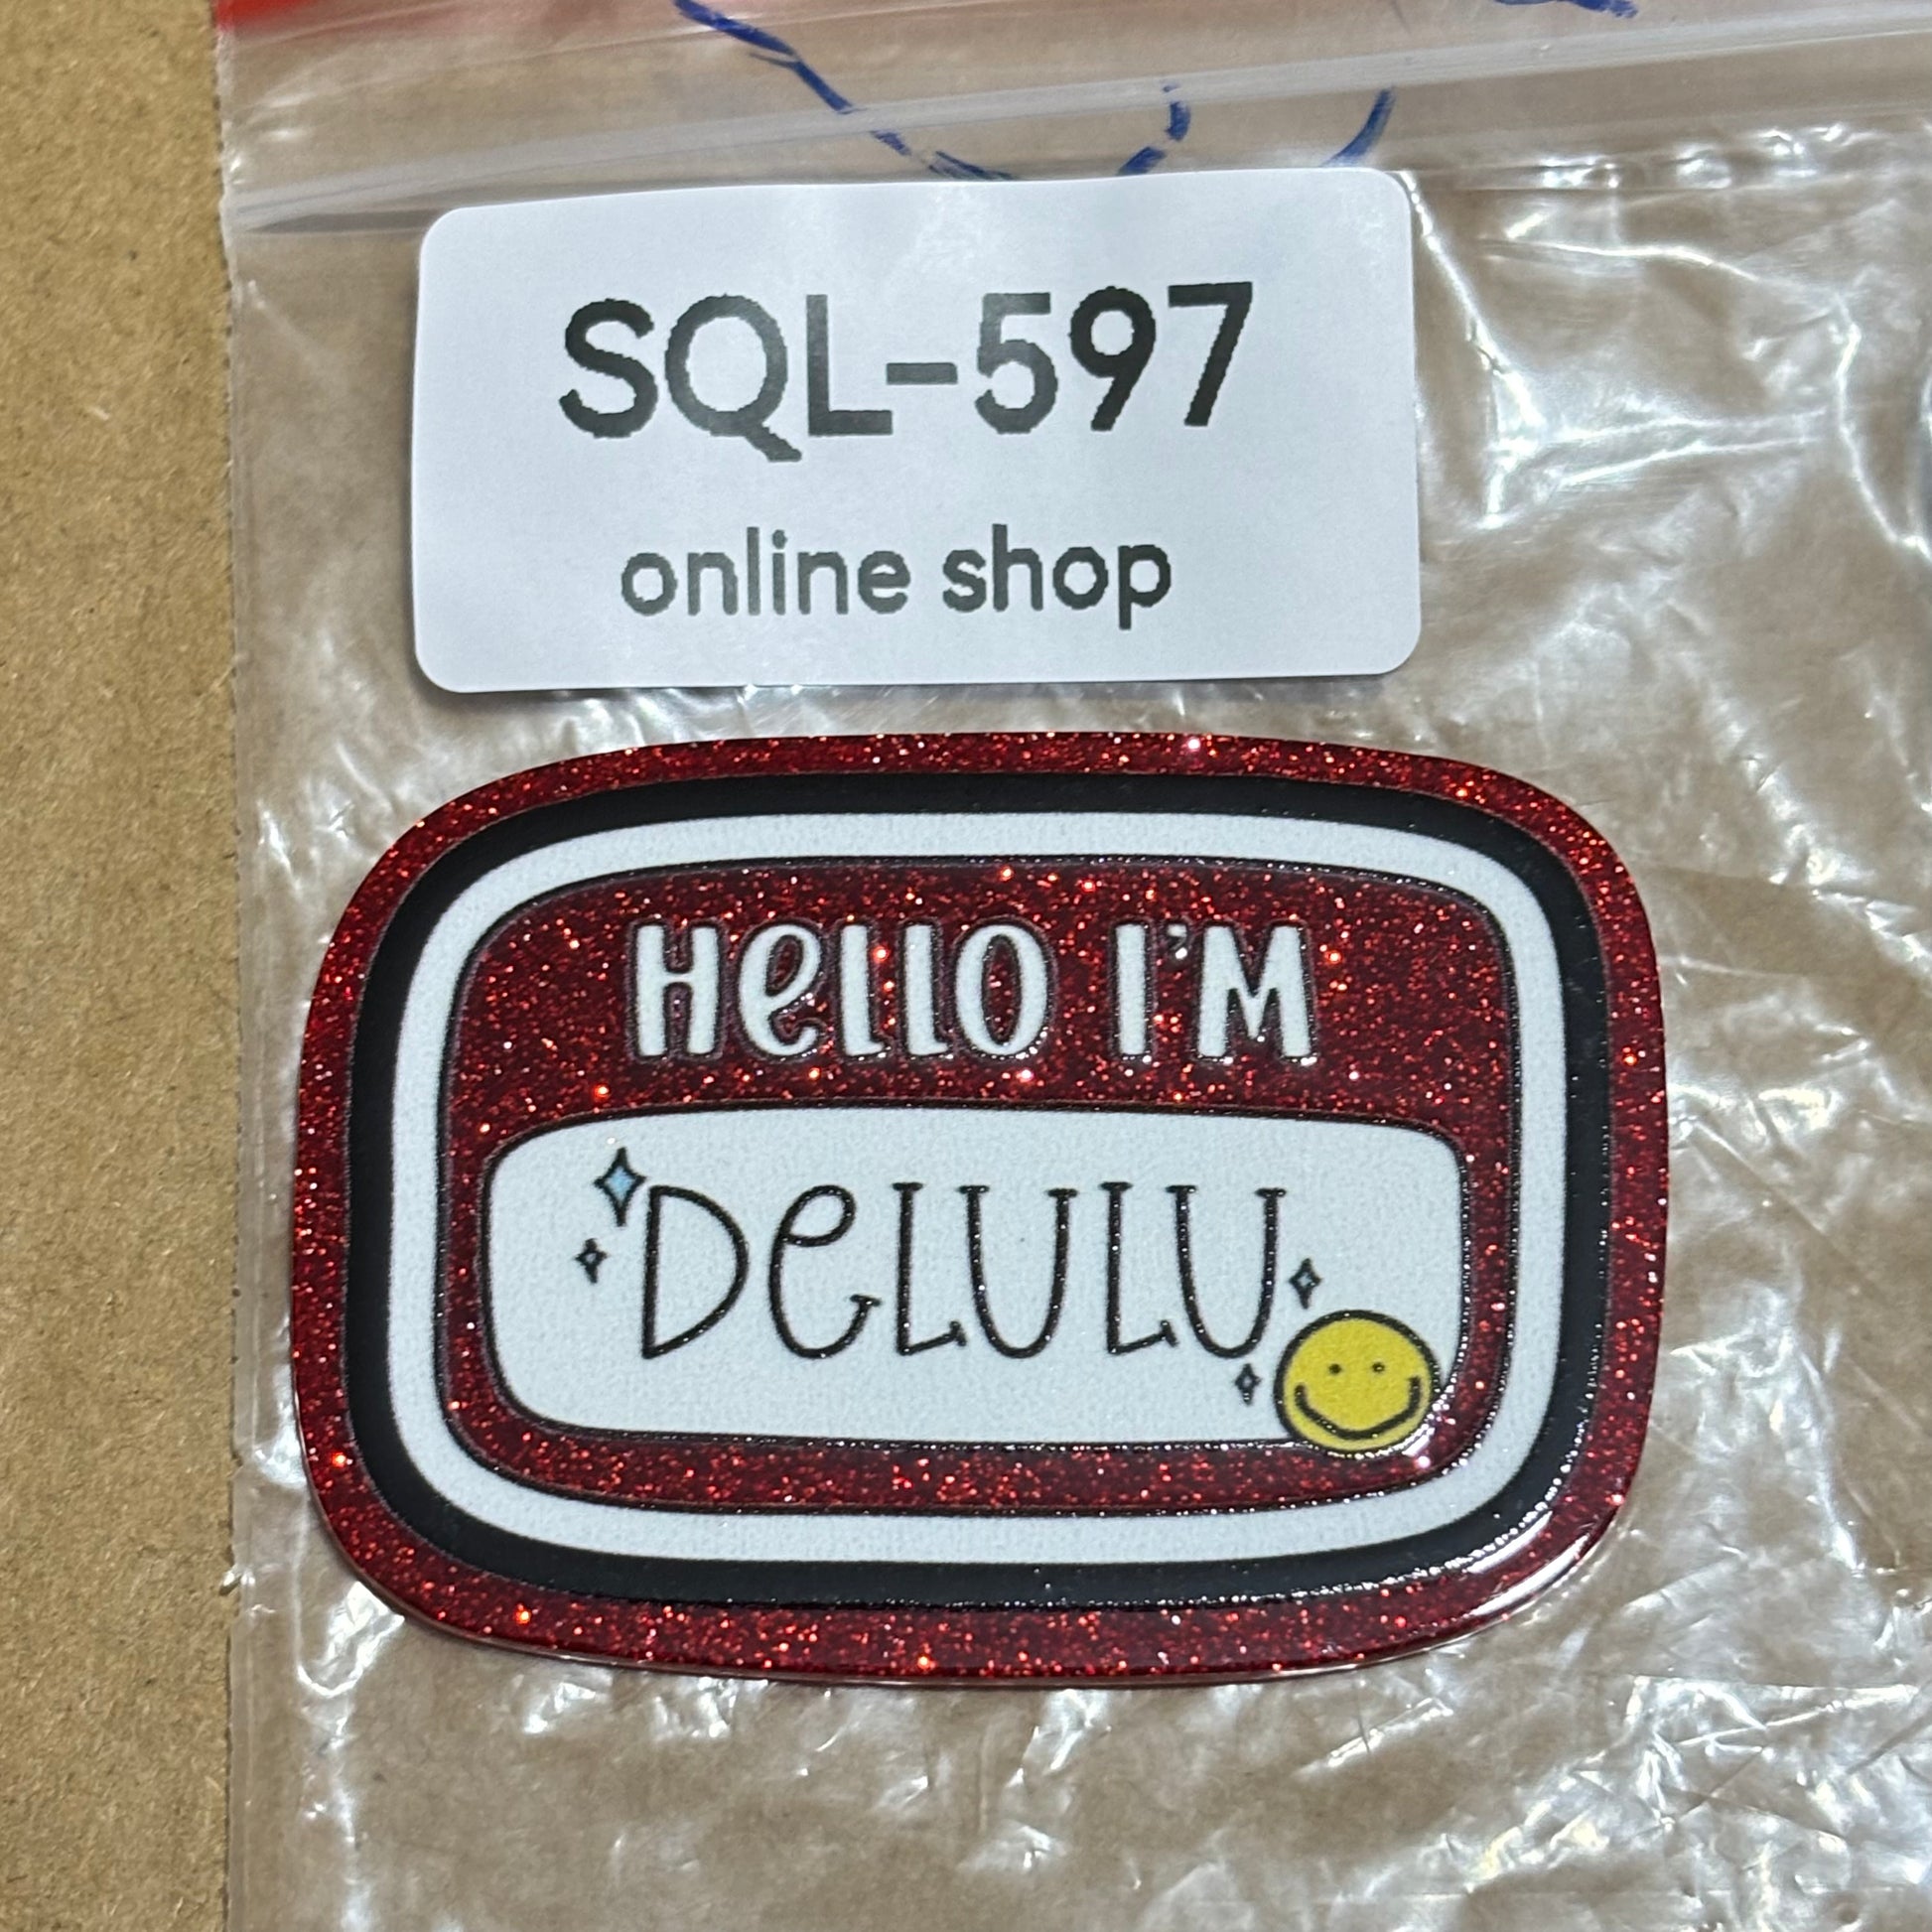 SQL-597
online shop
Hello I'M
DeLULU